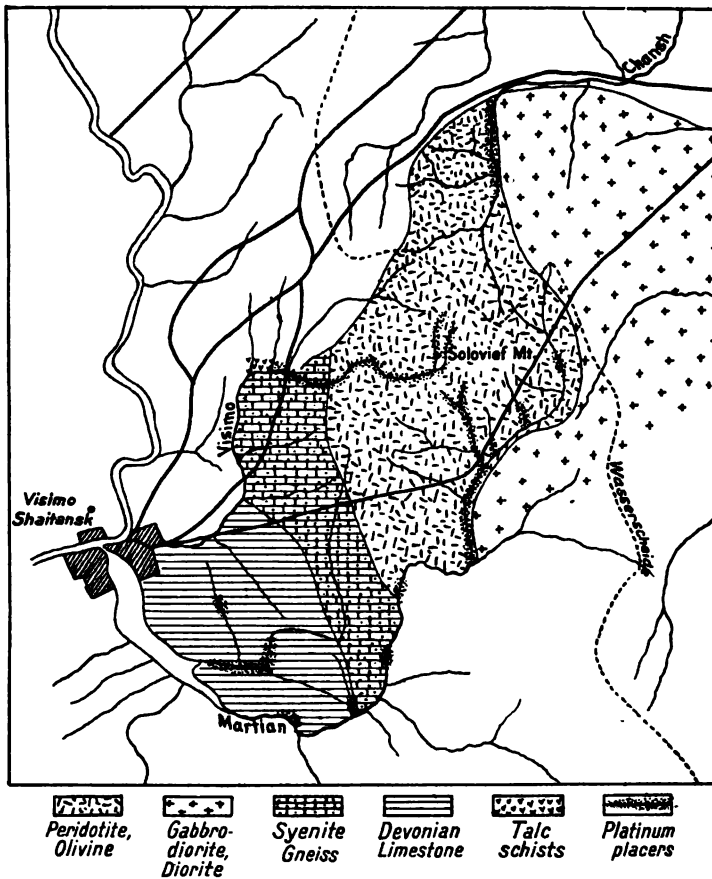 Chansh
Solovief Mt.
Visimo
Visimo
Shaitansk
Wasserscheide
Martian
Peridotite,
Olivine
Gabbro-
diorite,
Diorite
Syenite
Gneiss
Devonian
Limestone
Talc
schists
Platinum
placers